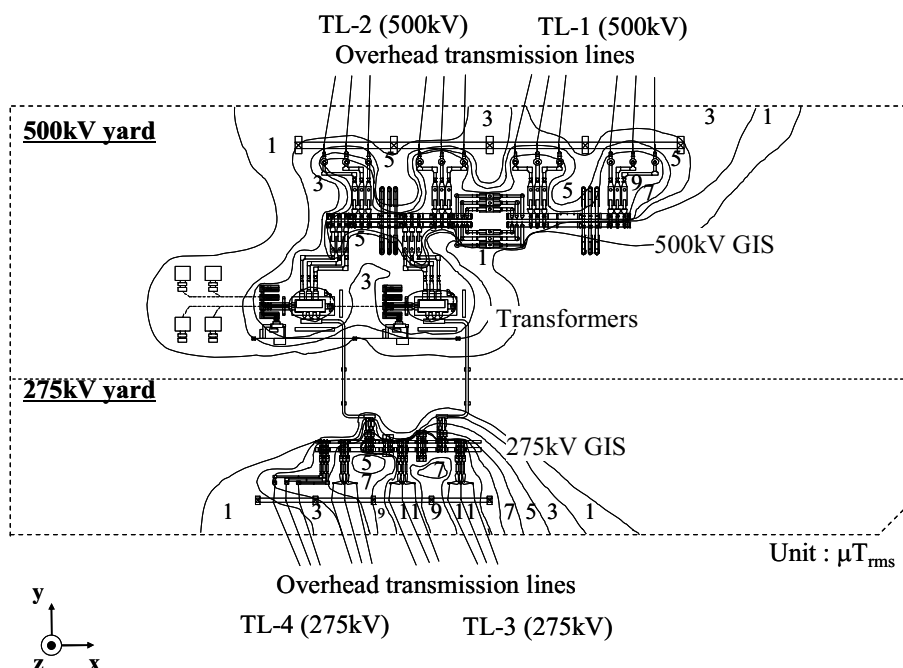 TL-2 (500kV) TL-1 (500kV)
Overhead transmission lines
500kV yard
3 3 1
1
5 5
3 5 9 7
5
500kV GIS
1
3
Transformers
275kV yard
275kV GIS
5 7
7
1 3 9 11 9 11 7 5 3 1
Unit : μTrms
Overhead transmission lines
TL-4 (275kV) TL-3 (275kV)
y
z x